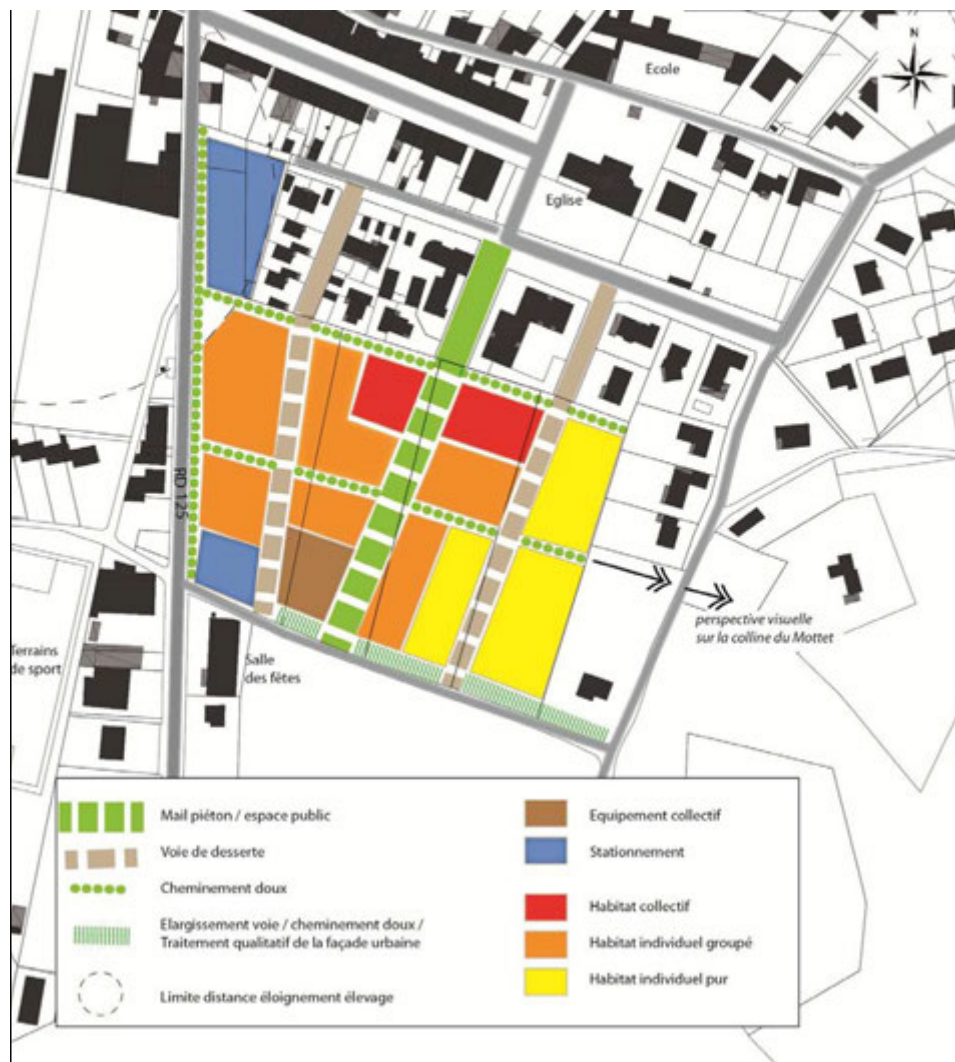 N
Ecole
Eglise
RD 125
perspective visuelle
sur la colline du Mottet
Terrains
de sport
Salle
des fêtes
Mail piéton / espace public
Voie de desserte
Cheminement doux
Elargissement voie / cheminement doux /
Traitement qualitatif de la façade urbaine
Limite distance éloignement élevage
Equipement collectif
Stationnement
Habitat collectif
Habitat individuel groupé
Habitat individuel pur